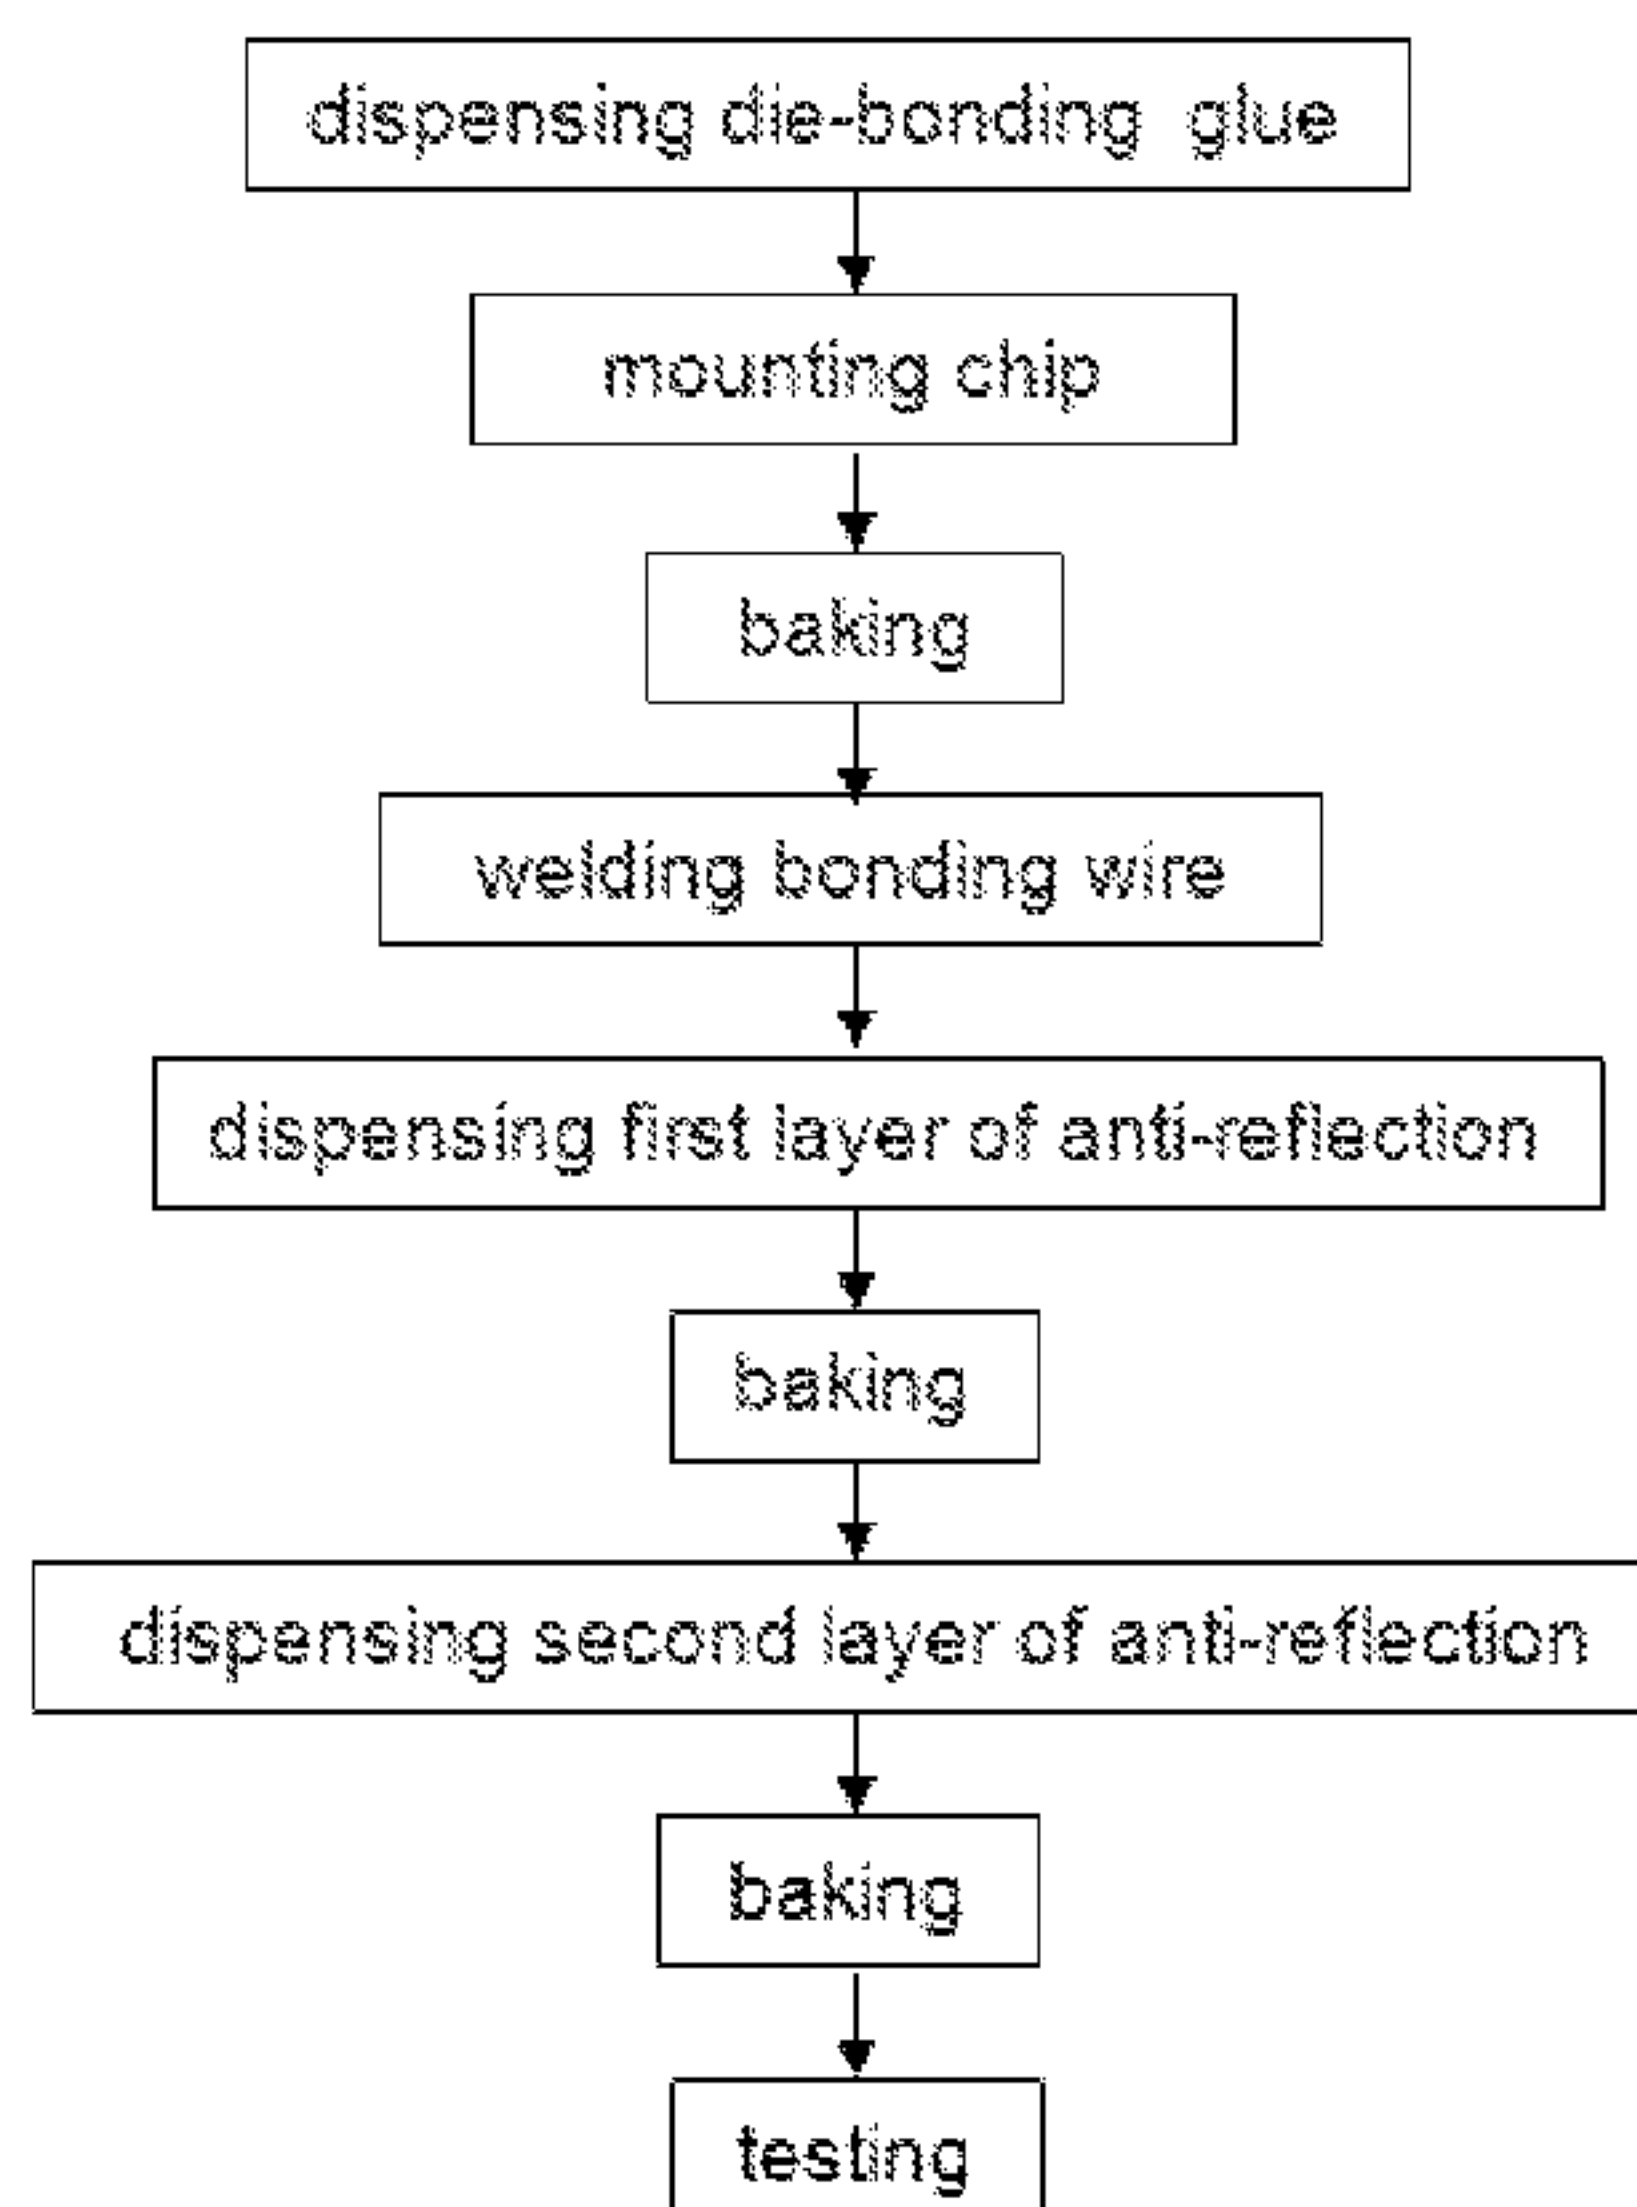 dispensing die-bonding glue
mounting chip
baking
welding bonding wire
dispensing first layer of anti-reflection
baking
dispensing second layer of anti-reflection
baking
testing